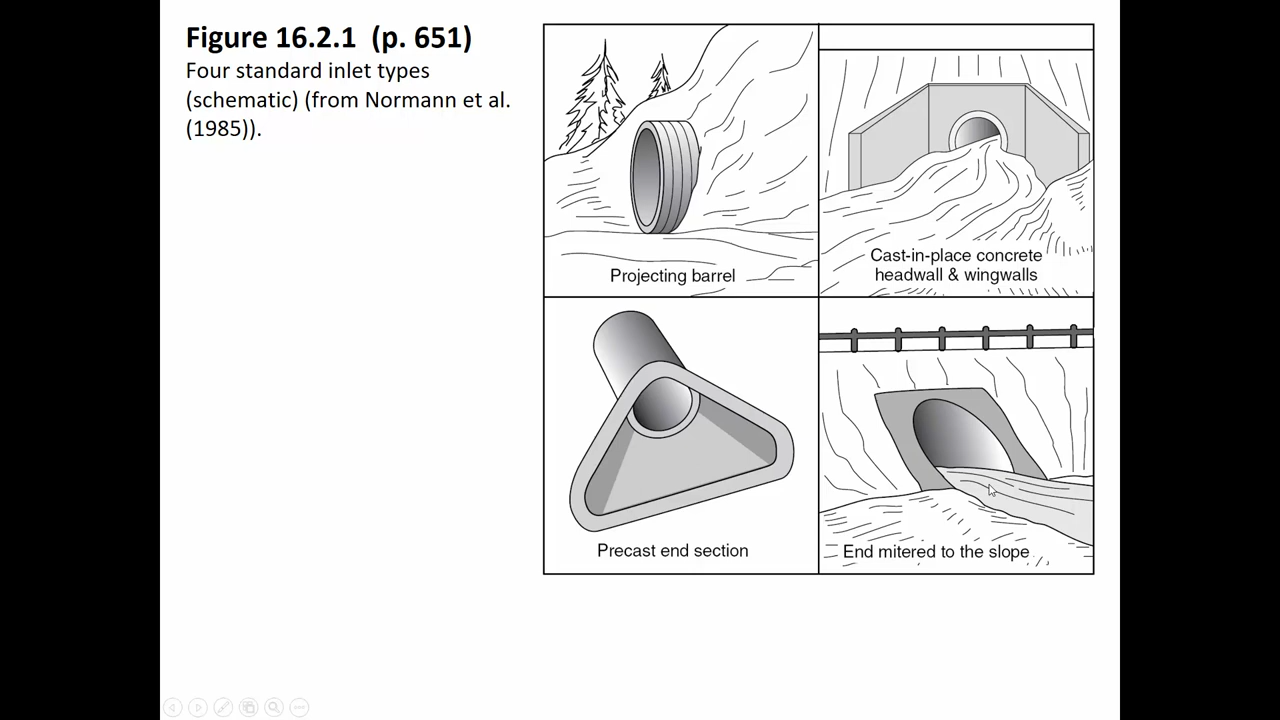 Figure 16.2.1 (p. 651)
Four standard inlet types
(schematic) (from Normann et al.
(1985)).
Projecting barrel
Cast-in-place concrete
headwall & wingwalls
Precast end section
End mitered to the slope